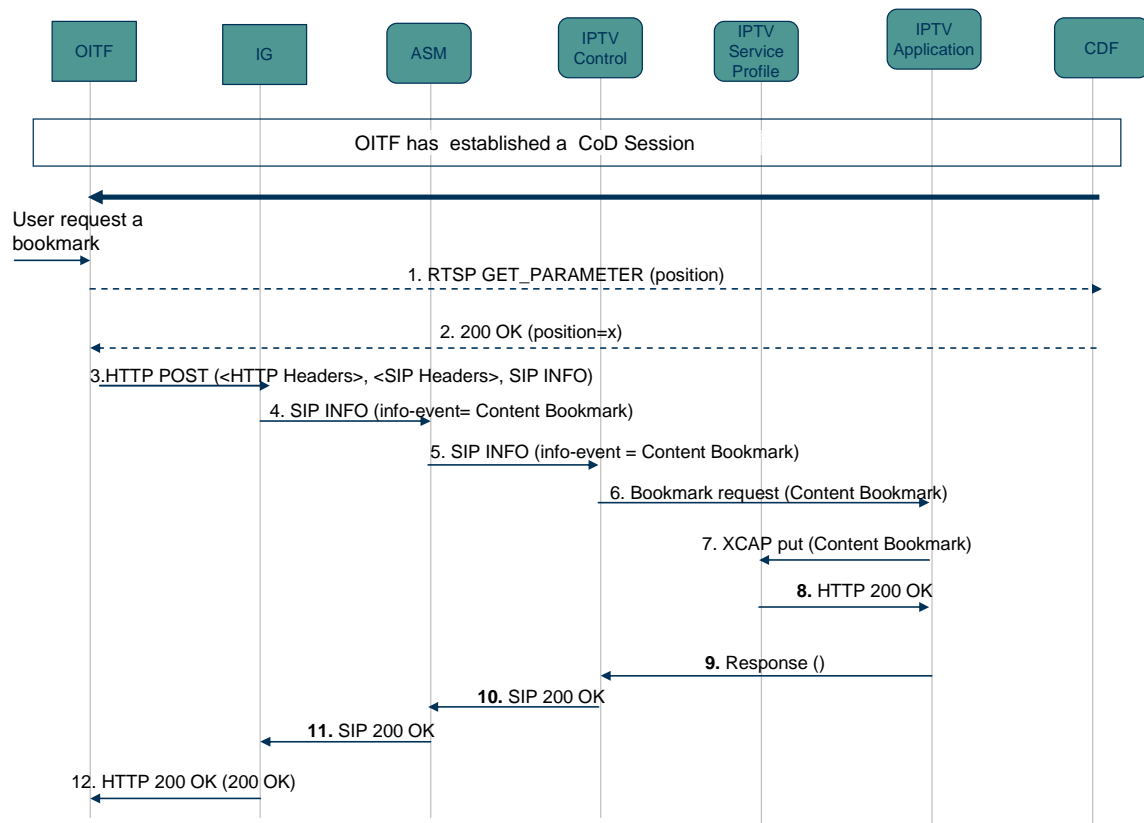 OITF
IG
ASM
IPTV
Control
IPTV
Service
Profile
IPTV
Application
CDF
OITF has established a CoD Session
User request a
bookmark
1. RTSP GET_PARAMETER (position)
2. 200 OK (position=x)
3.HTTP POST (<HTTP Headers>, <SIP Headers>, SIP INFO)
4. SIP INFO (info-event= Content Bookmark)
5. SIP INFO (info-event = Content Bookmark)
6. Bookmark request (Content Bookmark)
7. XCAP put (Content Bookmark)
8. HTTP 200 OK
9. Response ()
10. SIP 200 OK
11. SIP 200 OK
12. HTTP 200 OK (200 OK)